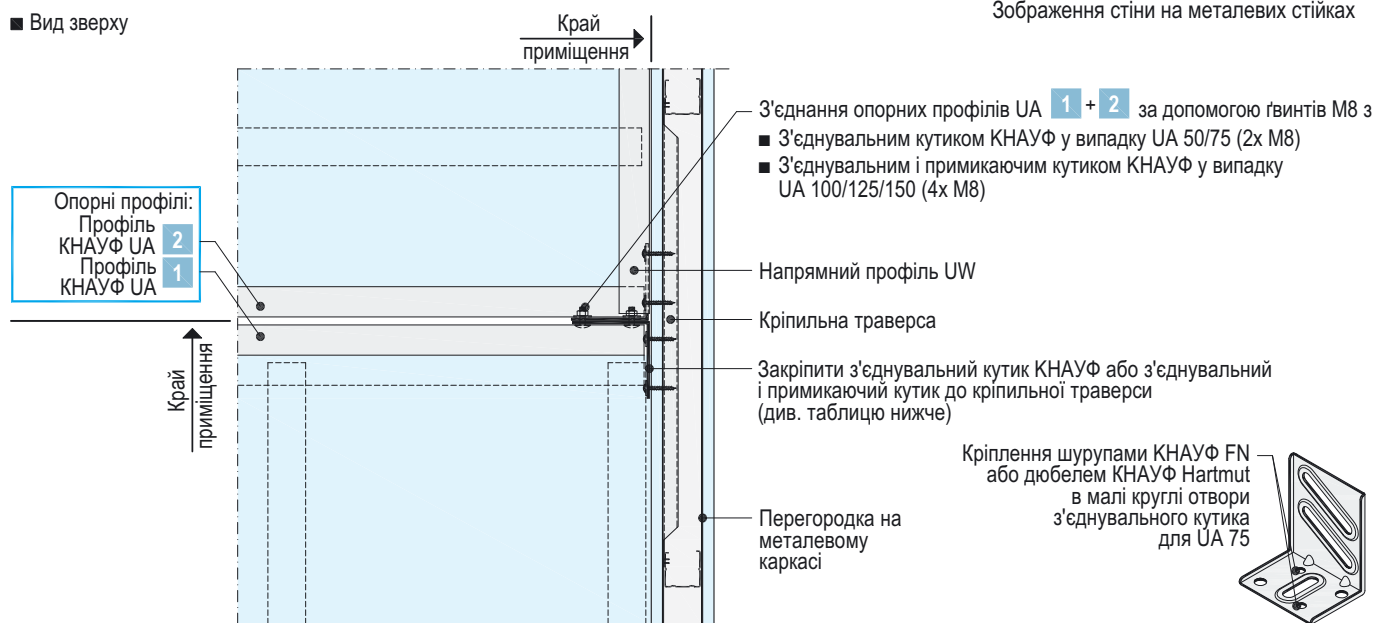 ■ Вид зверху
Край
приміщення
Зображення стіни на металевих стійках
З'єднання опорних профілів UA 1 + 2 за допомогою ґвинтів М8 з
■ З'єднувальним кутиком КНАУФ у випадку UA 50/75 (2x М8)
■ З'єднувальним і примикаючим кутиком КНАУФ у випадку
UA 100/125/150 (4x М8)
Опорні профілі:
Профіль
КНАУФ UA 2
Профіль
КНАУФ UA 1
Напрямний профіль UW
Кріпильна траверса
Край
приміщення
Закріпити з'єднувальний кутик КНАУФ або з'єднувальний
і примикаючий кутик до кріпильної траверси
(див. таблицю нижче)
Кріплення шурупами КНАУФ FN
або дюбелем КНАУФ Hartmut
в малі круглі отвори
з'єднувального кутика
для UA 75
Перегородка на
металевому
каркасі